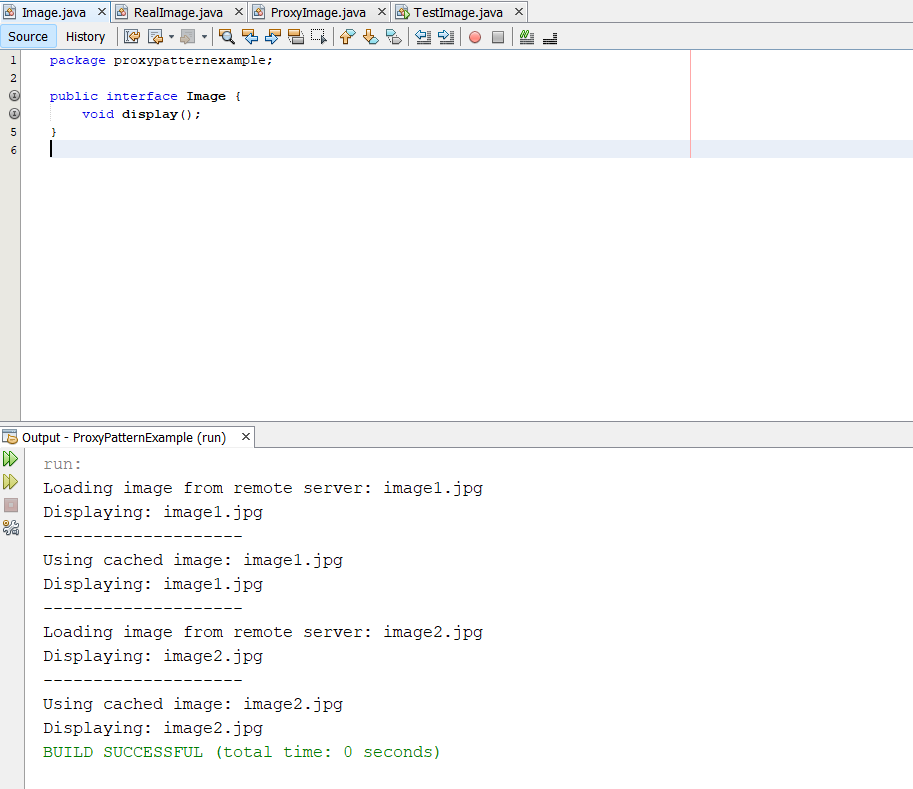 Image.java RealImage.java ProxyImage.java TestImage.java
Source History
1 package proxypatternexample;
2
public interface Image {
void display();
5 }
6
Output - ProxyPatternExample (run)
run:
Loading image from remote server: image1.jpg
Displaying: image1.jpg
--------------------
Using cached image: image1.jpg
Displaying: image1.jpg
--------------------
Loading image from remote server: image2.jpg
Displaying: image2.jpg
--------------------
Using cached image: image2.jpg
Displaying: image2.jpg
BUILD SUCCESSFUL (total time: 0 seconds)